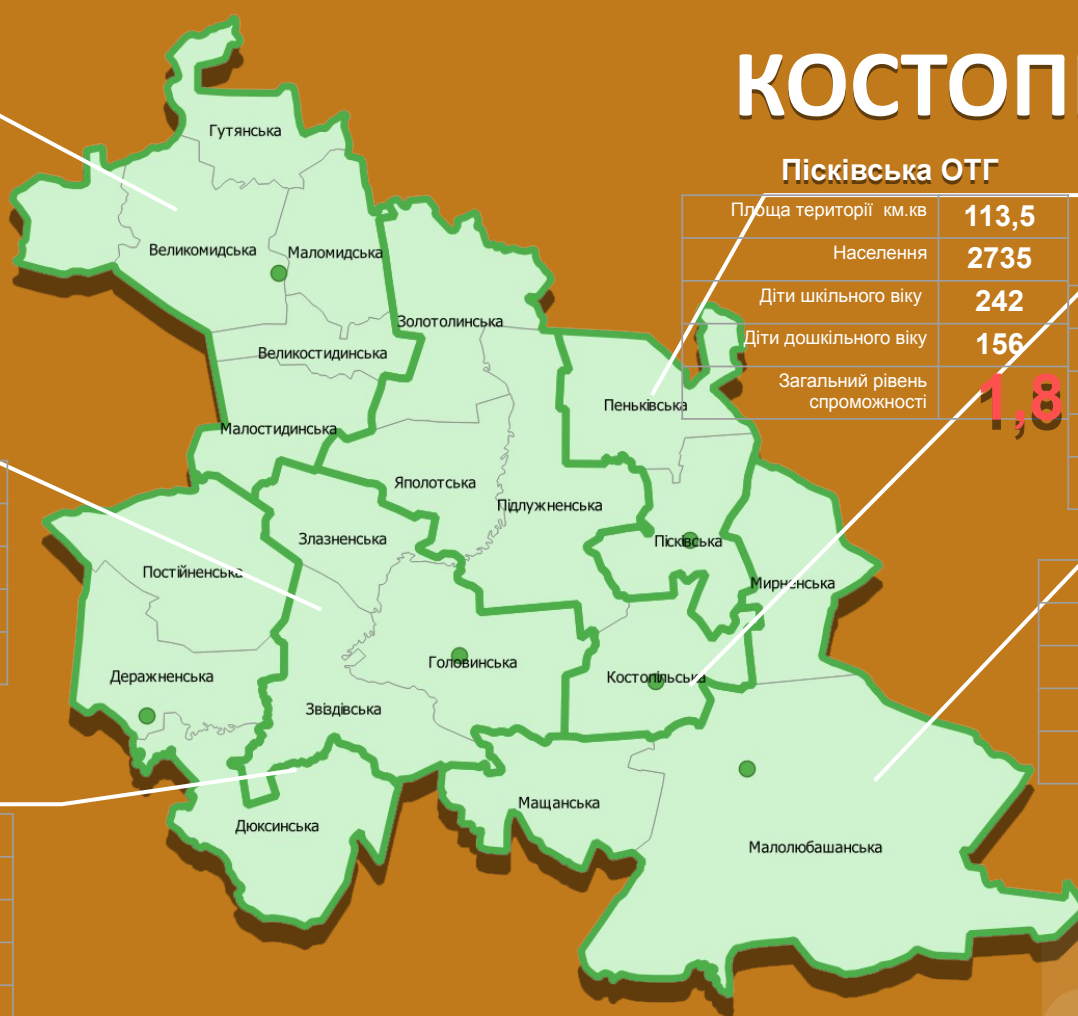 КОСТОП
Пісківська ОТГ
Площа території км.кв 113,5
Населення 2735
Діти шкільного віку 242
Діти дошкільного віку 156
Загальний рівень
спроможності 1,8
Гутянська
Великомидська
Маломидська
Золотолинська
Великостидинська
Пеньківська
Малостидинська
Яполотська
Підлужненська
Злазненська
Пісківська
Постійненська
Мирненська
Головинська
Деражненська
Костопільська
Звіздівська
Мащанська
Дюксинська
Малолюбашанська